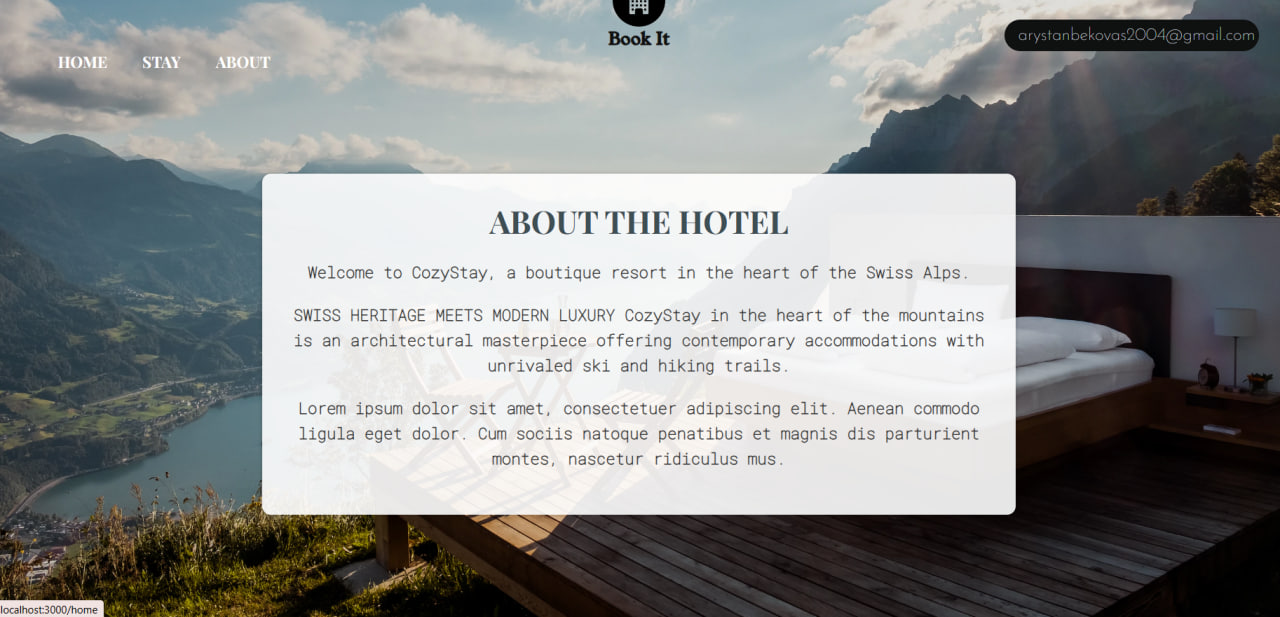 Book It
arystanbekovas2004@gmail.com
HOME STAY ABOUT
ABOUT THE HOTEL
Welcome to CozyStay, a boutique resort in the heart of the Swiss Alps.
SWISS HERITAGE MEETS MODERN LUXURY CozyStay in the heart of the mountains
is an architectural masterpiece offering contemporary accommodations with
unrivaled ski and hiking trails.
Lorem ipsum dolor sit amet, consectetuer adipiscing elit. Aenean commodo
ligula eget dolor. Cum sociis natoque penatibus et magnis dis parturient
montes, nascetur ridiculus mus.
localhost:3000/home